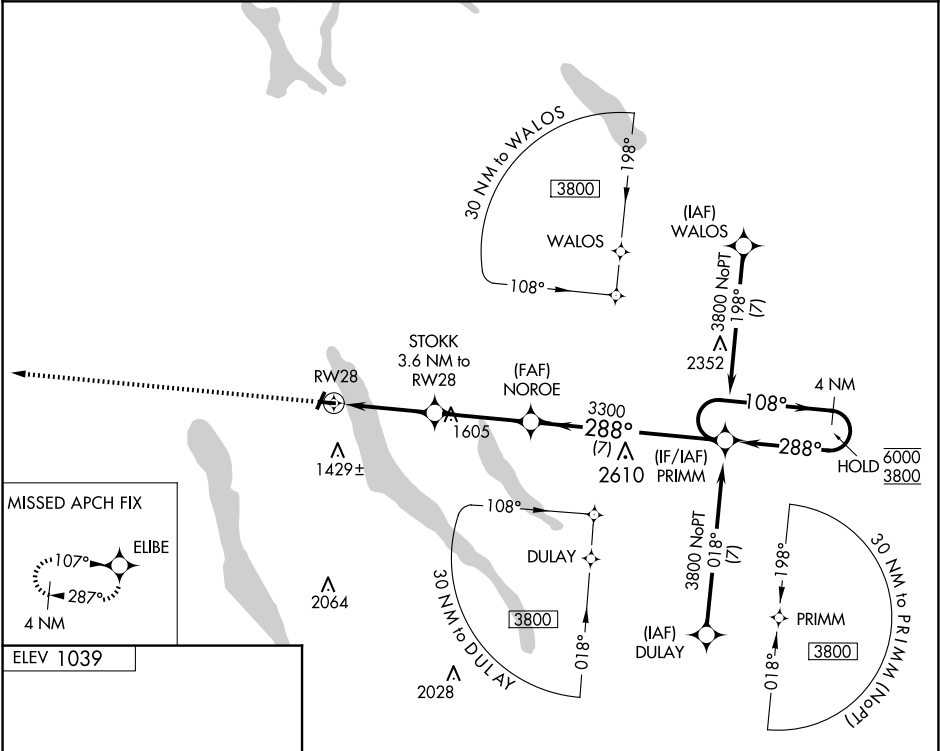 30 NM to WALOS
198°
3800
WALOS
108°
(IAF)
WALOS
3800 NoPT
198°
(7)
2352
STOKK
3.6 NM to
RW28
RW28
(FAF)
NOROE
4 NM
108°
3300
288°
(7)
1605
288°
1429±
2610
(IF/IAF)
PRIMM
HOLD
6000
3800
MISSED APCH FIX
108°
ELIBE
107°
287°
4 NM
DULAY
3800 NoPT
018°
(7)
198°
30 NM to PRIMM (NoPT)
2064
30 NM to DULAY
3800
018°
PRIMM
(IAF)
DULAY
3800
018°
ELEV 1039
2028